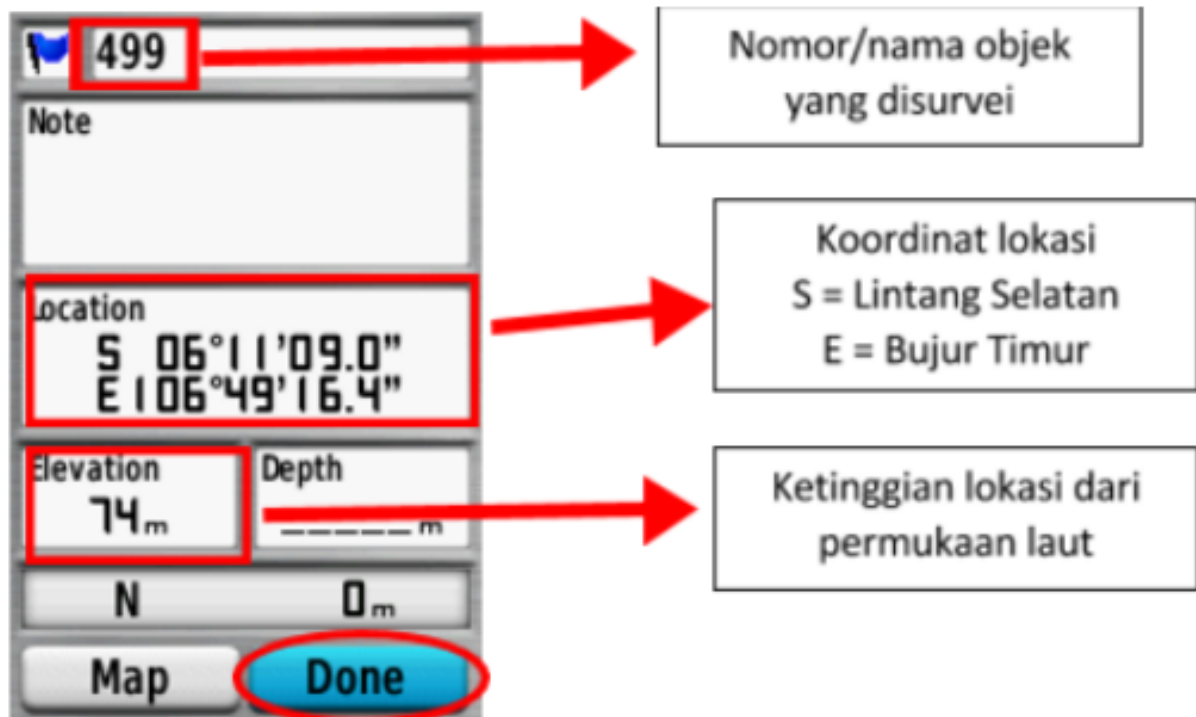 499
Nomor/nama objek
yang disurvei
Note
Location
S 06°11'09.0"
E106°49'16.4"
Koordinat lokasi
S = Lintang Selatan
E = Bujur Timur
Elevation
74m
Depth
_____m
Ketinggian lokasi dari
permukaan laut
N 0m
Map
Done